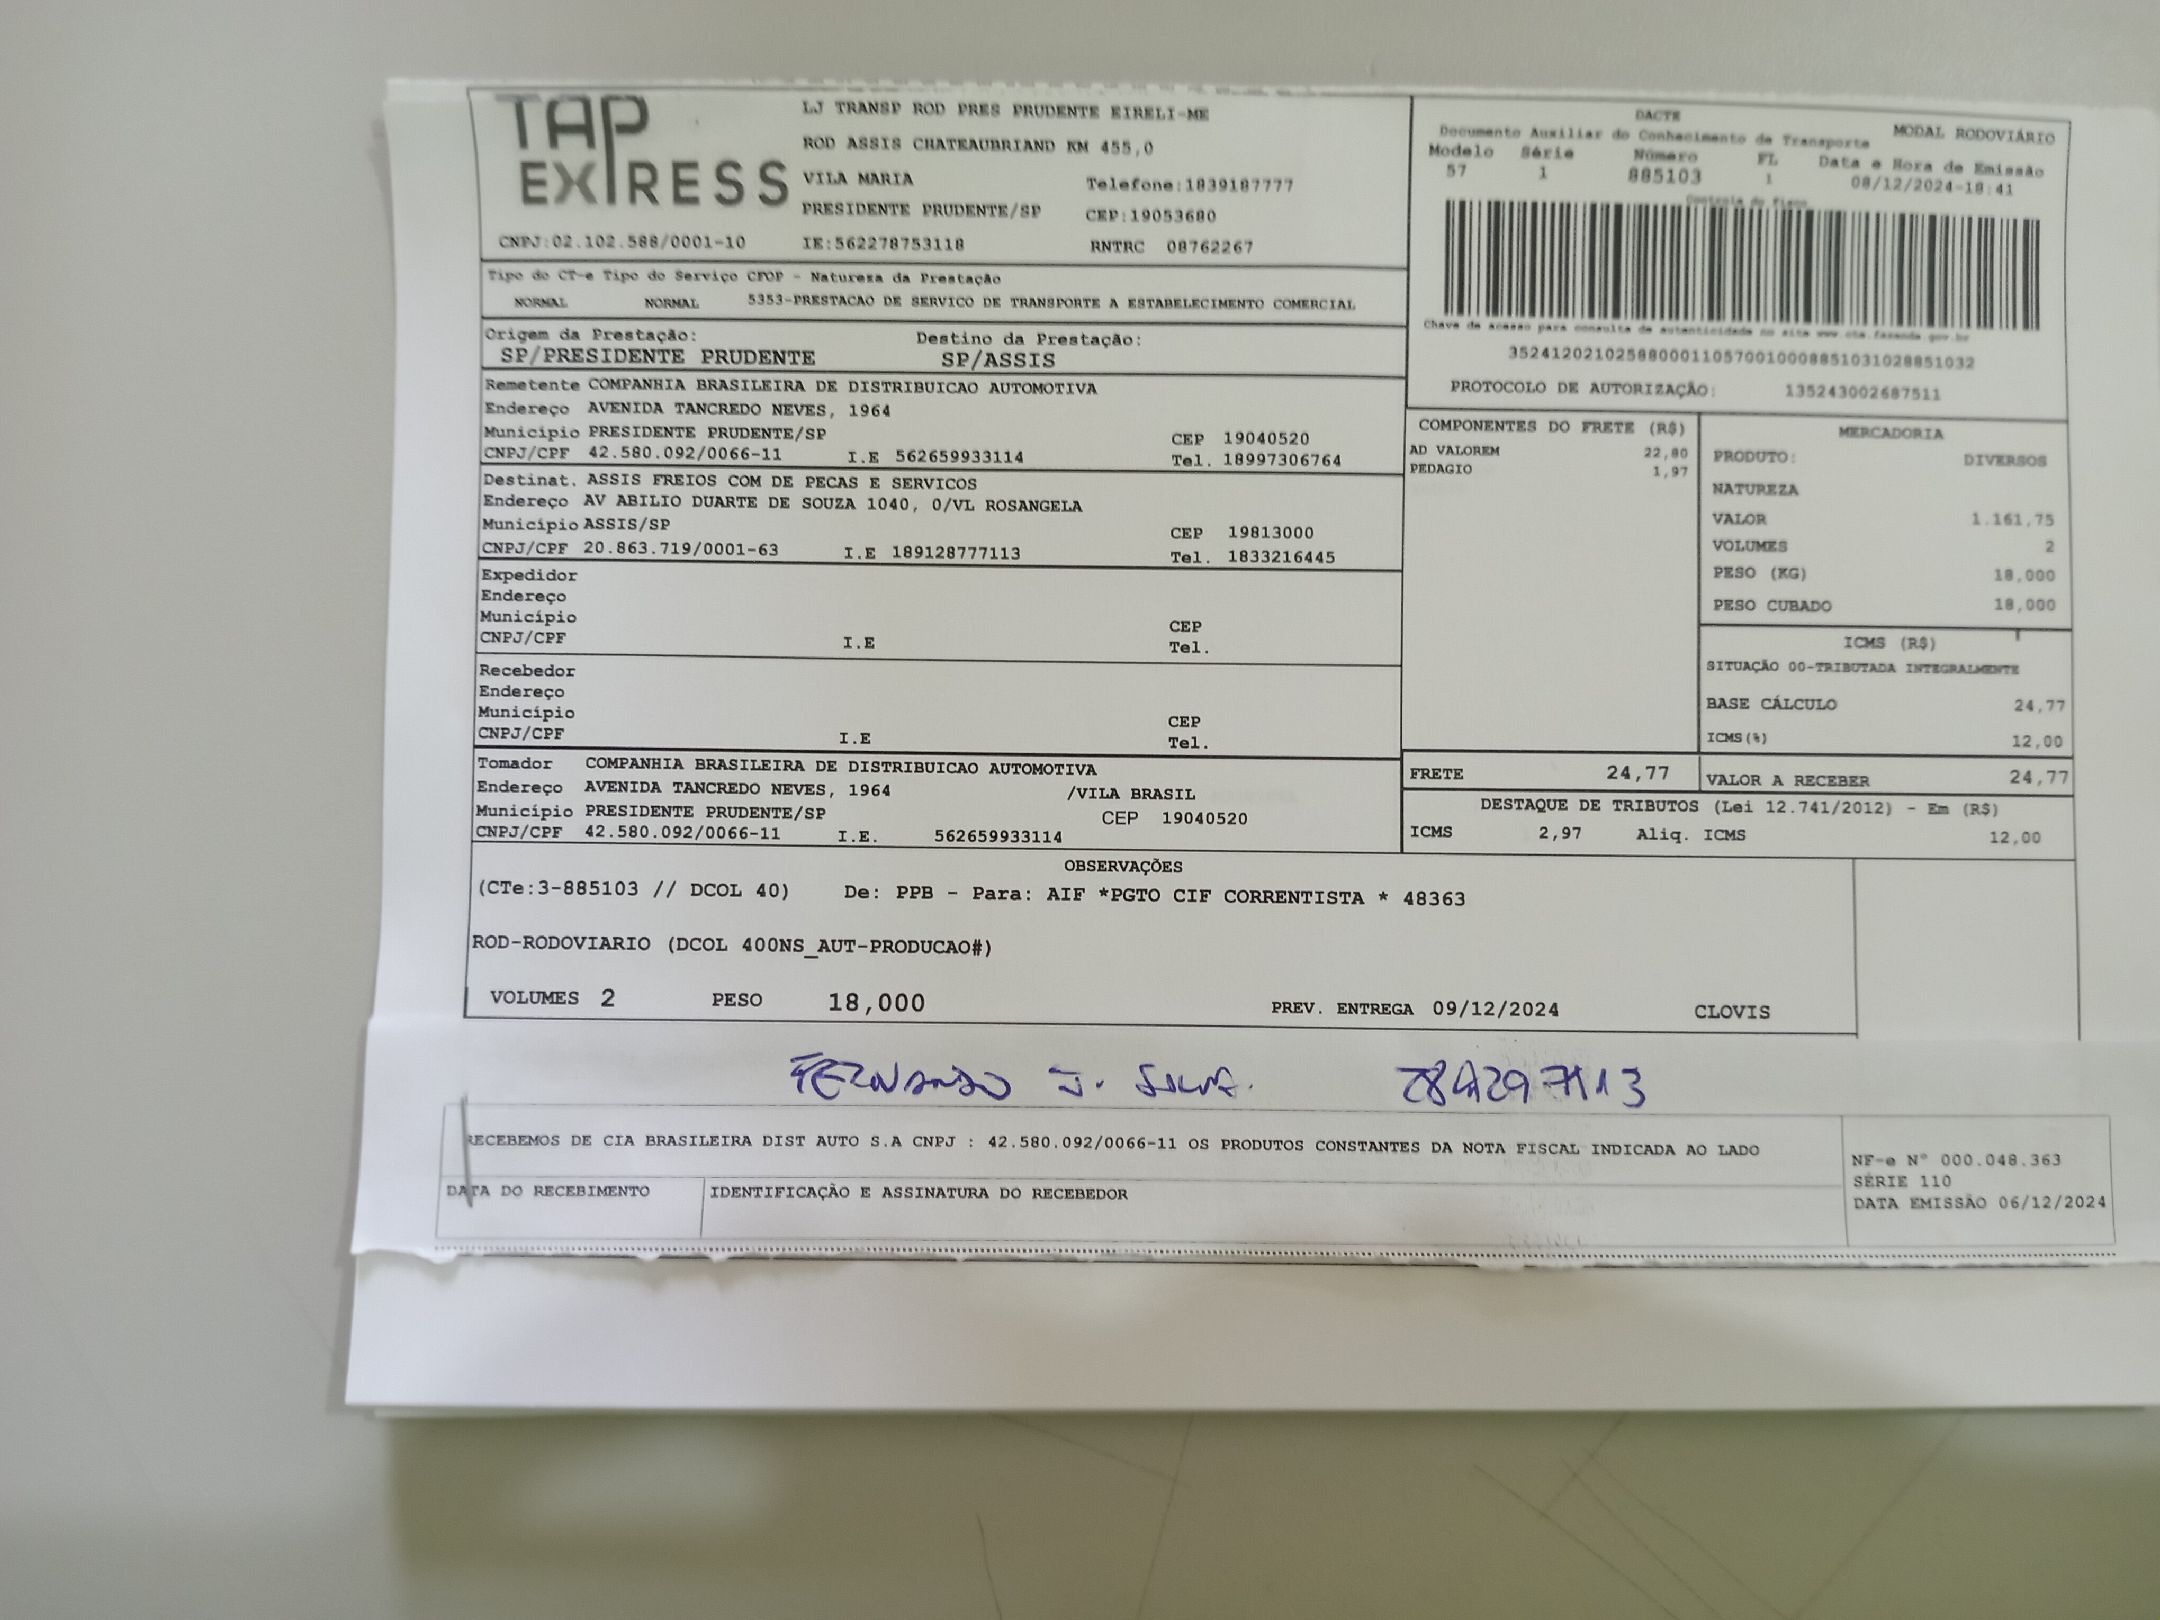 TAP EXPRESS
LJ TRANSP ROD PRES PRUDENTE EIRELI-ME
ROD ASSIS CHATEAUBRIAND KM 455,0
VILA MARIA Telefone:1839187777
PRESIDENTE PRUDENTE/SP CEP:19053680
CNPJ:02.102.588/0001-10 IE:562278753118 RNTRC 08762267
DACTE
Documento Auxiliar do Conhecimento de Transporte MODAL RODOVIÁRIO
Modelo Série Número FL Data e Hora de Emissão
57 1 885103 1 08/12/2024-18:41
Controle do Fisco
Chave de acesso para consulta de autenticidade no site www.cte.fazenda.gov.br
35241202102588000110570010008851031028851032
PROTOCOLO DE AUTORIZAÇÃO: 135243002687511
Tipo do CT-e Tipo do Serviço CFOP - Natureza da Prestação
NORMAL NORMAL 5353-PRESTACAO DE SERVICO DE TRANSPORTE A ESTABELECIMENTO COMERCIAL
Origem da Prestação: Destino da Prestação:
SP/PRESIDENTE PRUDENTE SP/ASSIS
Remetente COMPANHIA BRASILEIRA DE DISTRIBUICAO AUTOMOTIVA
Endereço AVENIDA TANCREDO NEVES, 1964
Município PRESIDENTE PRUDENTE/SP CEP 19040520
CNPJ/CPF 42.580.092/0066-11 I.E 562659933114 Tel. 18997306764
Destinat. ASSIS FREIOS COM DE PECAS E SERVICOS
Endereço AV ABILIO DUARTE DE SOUZA 1040, 0/VL ROSANGELA
Município ASSIS/SP CEP 19813000
CNPJ/CPF 20.863.719/0001-63 I.E 189128777113 Tel. 1833216445
Expedidor
Endereço
Município CEP
CNPJ/CPF I.E Tel.
Recebedor
Endereço
Município CEP
CNPJ/CPF I.E Tel.
Tomador COMPANHIA BRASILEIRA DE DISTRIBUICAO AUTOMOTIVA
Endereço AVENIDA TANCREDO NEVES, 1964 /VILA BRASIL
Município PRESIDENTE PRUDENTE/SP CEP 19040520
CNPJ/CPF 42.580.092/0066-11 I.E. 562659933114
COMPONENTES DO FRETE (R$)
AD VALOREM 22,80
PEDAGIO 1,97
MERCADORIA
PRODUTO: DIVERSOS
NATUREZA
VALOR 1.161,75
VOLUMES 2
PESO (KG) 18,000
PESO CUBADO 18,000
ICMS (R$)
SITUAÇÃO 00-TRIBUTADA INTEGRALMENTE
BASE CÁLCULO 24,77
ICMS(%) 12,00
FRETE 24,77 VALOR A RECEBER 24,77
DESTAQUE DE TRIBUTOS (Lei 12.741/2012) - Em (R$)
ICMS 2,97 Aliq. ICMS 12,00
OBSERVAÇÕES
(CTe:3-885103 // DCOL 40) De: PPB - Para: AIF *PGTO CIF CORRENTISTA * 48363
ROD-RODOVIARIO (DCOL 400NS_AUT-PRODUCAO#)
VOLUMES 2 PESO 18,000 PREV. ENTREGA 09/12/2024 CLOVIS
FERNANDO J. SILVA.
RECEBEMOS DE CIA BRASILEIRA DIST AUTO S.A CNPJ : 42.580.092/0066-11 OS PRODUTOS CONSTANTES DA NOTA FISCAL INDICADA AO LADO
DATA DO RECEBIMENTO IDENTIFICAÇÃO E ASSINATURA DO RECEBEDOR
NF-e Nº 000.048.363
SÉRIE 110
DATA EMISSÃO 06/12/2024